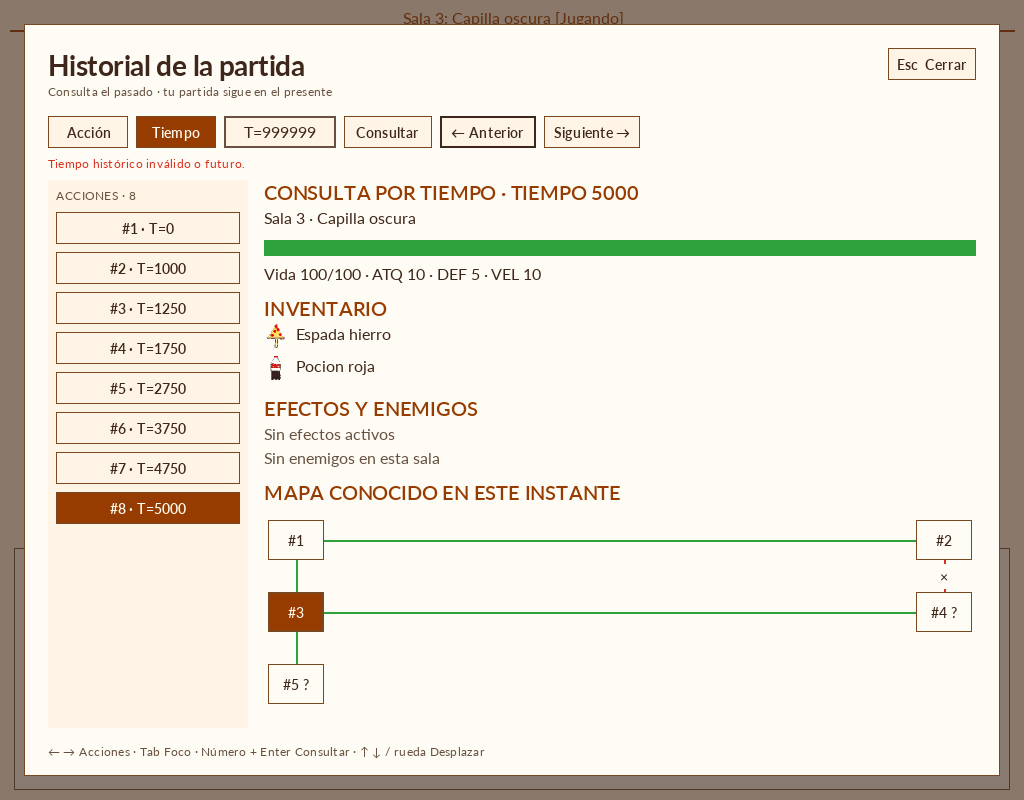 Sala 3: Capilla oscura [Jugando]
Historial de la partida
Esc Cerrar
Consulta el pasado · tu partida sigue en el presente
Acción Tiempo T=999999 Consultar ← Anterior Siguiente →
Tiempo histórico inválido o futuro.
ACCIONES · 8
#1 · T=0
#2 · T=1000
#3 · T=1250
#4 · T=1750
#5 · T=2750
#6 · T=3750
#7 · T=4750
#8 · T=5000
CONSULTA POR TIEMPO · TIEMPO 5000
Sala 3 · Capilla oscura
Vida 100/100 · ATQ 10 · DEF 5 · VEL 10
INVENTARIO
Espada hierro
Pocion roja
EFECTOS Y ENEMIGOS
Sin efectos activos
Sin enemigos en esta sala
MAPA CONOCIDO EN ESTE INSTANTE
#1 #2
×
#3 #4 ?
#5 ?
← → Acciones · Tab Foco · Número + Enter Consultar · ↑ ↓ / rueda Desplazar